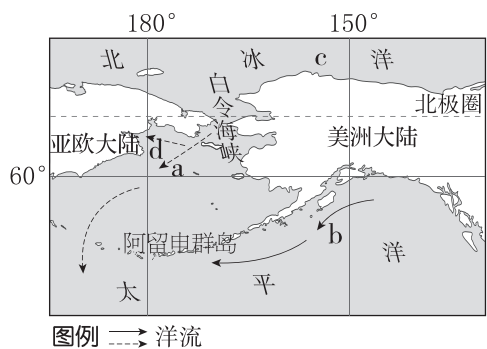 180° 150°
北 冰 洋
c
白令海峡
北极圈
亚欧大陆
美洲大陆
d
a
60°
b
阿留申群岛
太 平 洋
图例 洋流